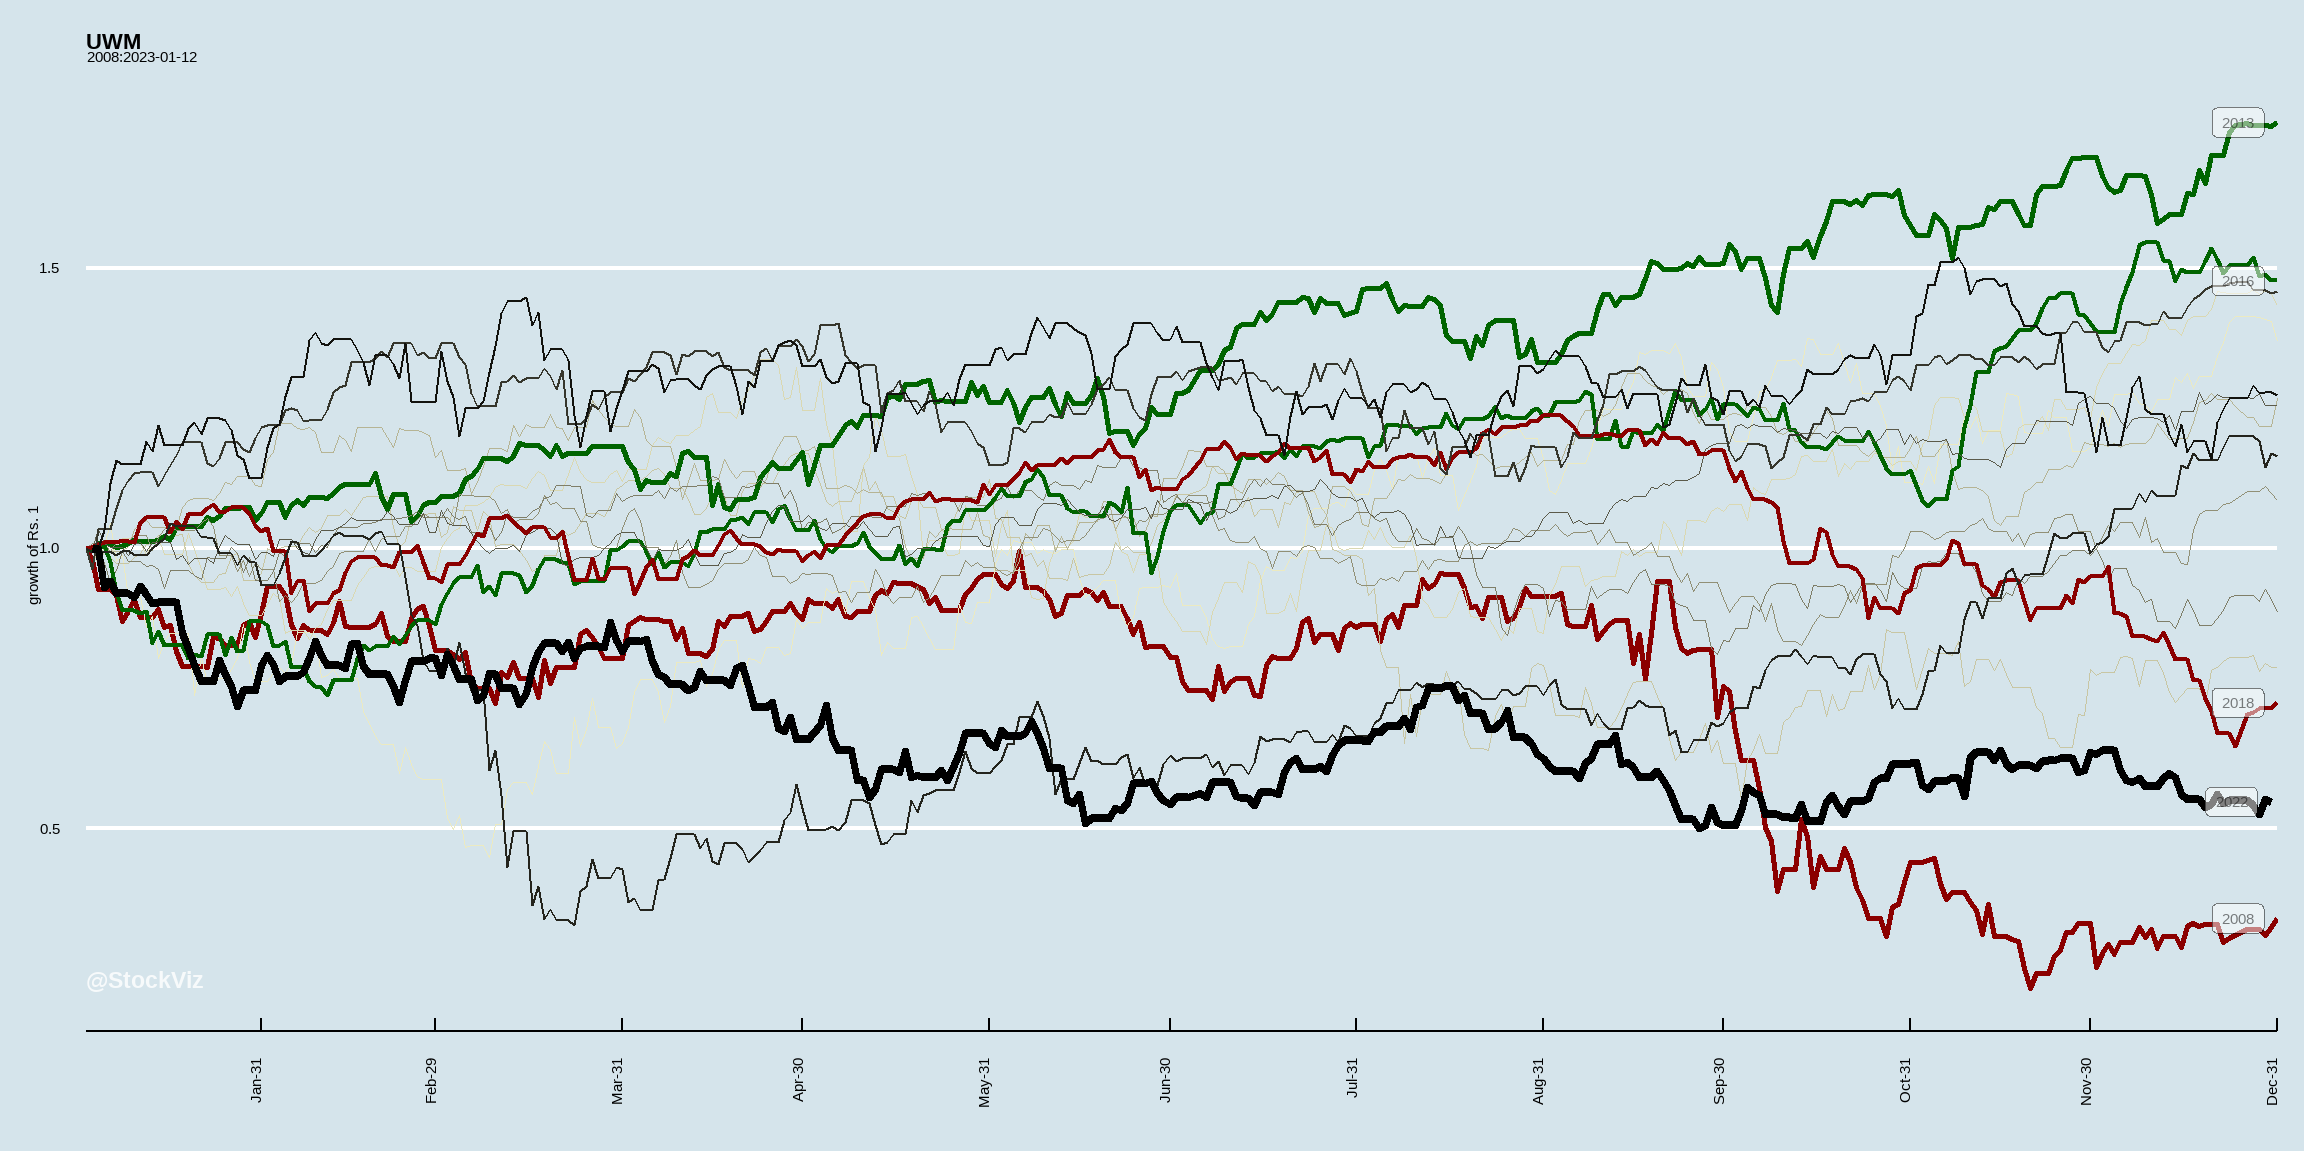 UWM
2008:2023-01-12
2013
1.5
2016
growth of Rs. 1
1.0
2018
2022
0.5
2008
@StockViz
Jan-31
Feb-29
Mar-31
Apr-30
May-31
Jun-30
Jul-31
Aug-31
Sep-30
Oct-31
Nov-30
Dec-31